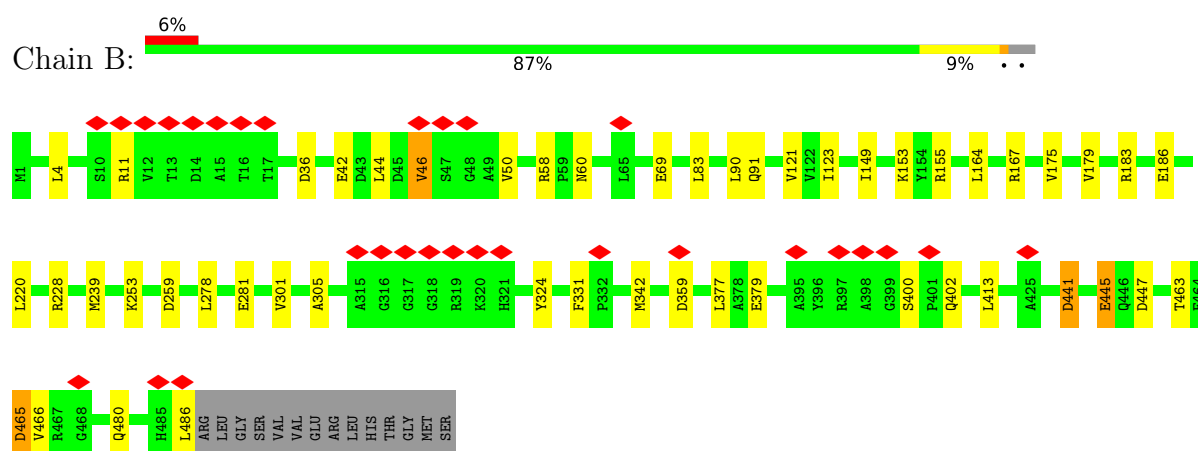 6%
Chain B:
87% 9% • •
M1 L4 S10 R11 V12 T13 D14 A15 T16 T17 D36 E42 D43 L44 D45 V46 S47 G48 A49 V50 R58 P59 N60 L65 E69 L83 L90 Q91 V121 V122 I123 I149 K153 Y154 R155 L164 R167 V175 V179 R183 E186
L220 R228 M239 K253 D259 L278 E281 V301 A305 A315 G316 G317 G318 R319 K320 H321 Y324 F331 P332 M342 D359 L377 A378 E379 A395 Y396 R397 A398 G399 S400 P401 Q402 L413 A425 D441 E445 Q446 D447 T463 E464
D465 V466 R467 G468 Q480 H485 L486 ARG LEU GLY SER VAL VAL GLU ARG LEU HIS THR GLY MET SER